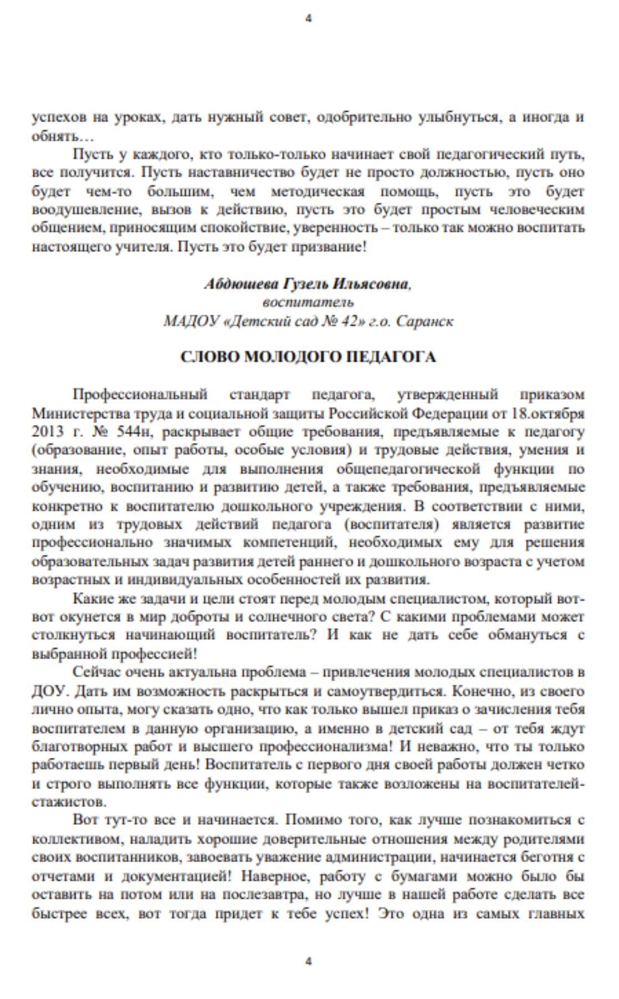 4
успехов на уроках, дать нужный совет, одобрительно улыбнуться, а иногда и
обнять…
Пусть у каждого, кто только-только начинает свой педагогический путь,
все получится. Пусть наставничество будет не просто должностью, пусть оно
будет чем-то большим, чем методическая помощь, пусть это будет
воодушевление, вызов к действию, пусть это будет простым человеческим
общением, приносящим спокойствие, уверенность – только так можно воспитать
настоящего учителя. Пусть это будет призвание!
Абдюшева Гузель Ильясовна,
воспитатель
МАДОУ «Детский сад № 42» г.о. Саранск
СЛОВО МОЛОДОГО ПЕДАГОГА
Профессиональный стандарт педагога, утвержденный приказом
Министерства труда и социальной защиты Российской Федерации от 18.октября
2013 г. № 544н, раскрывает общие требования, предъявляемые к педагогу
(образование, опыт работы, особые условия) и трудовые действия, умения и
знания, необходимые для выполнения общепедагогической функции по
обучению, воспитанию и развитию детей, а также требования, предъявляемые
конкретно к воспитателю дошкольного учреждения. В соответствии с ними,
одним из трудовых действий педагога (воспитателя) является развитие
профессионально значимых компетенций, необходимых ему для решения
образовательных задач развития детей раннего и дошкольного возраста с учетом
возрастных и индивидуальных особенностей их развития.
Какие же задачи и цели стоят перед молодым специалистом, который вот-
вот окунется в мир доброты и солнечного света? С какими проблемами может
столкнуться начинающий воспитатель? И как не дать себе обмануться с
выбранной профессией!
Сейчас очень актуальна проблема – привлечения молодых специалистов в
ДОУ. Дать им возможность раскрыться и самоутвердиться. Конечно, из своего
лично опыта, могу сказать одно, что как только вышел приказ о зачисления тебя
воспитателем в данную организацию, а именно в детский сад – от тебя ждут
благотворных работ и высшего профессионализма! И неважно, что ты только
работаешь первый день! Воспитатель с первого дня своей работы должен четко
и строго выполнять все функции, которые также возложены на воспитателей-
стажистов.
Вот тут-то все и начинается. Помимо того, как лучше познакомиться с
коллективом, наладить хорошие доверительные отношения между родителями
своих воспитанников, завоевать уважение администрации, начинается беготня с
отчетами и документацией! Наверное, работу с бумагами можно было бы
оставить на потом или на послезавтра, но лучше в нашей работе сделать все
быстрее всех, вот тогда придет к тебе успех! Это одна из самых главных
4